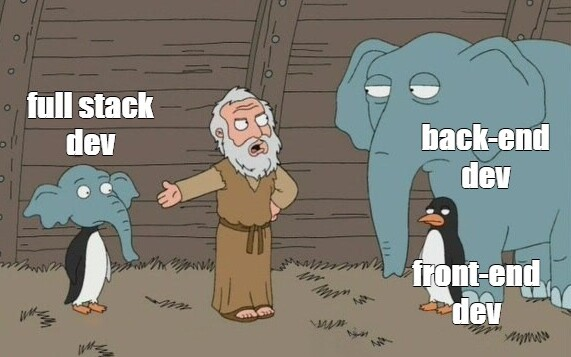 full stack
dev
back-end
dev
front-end
dev